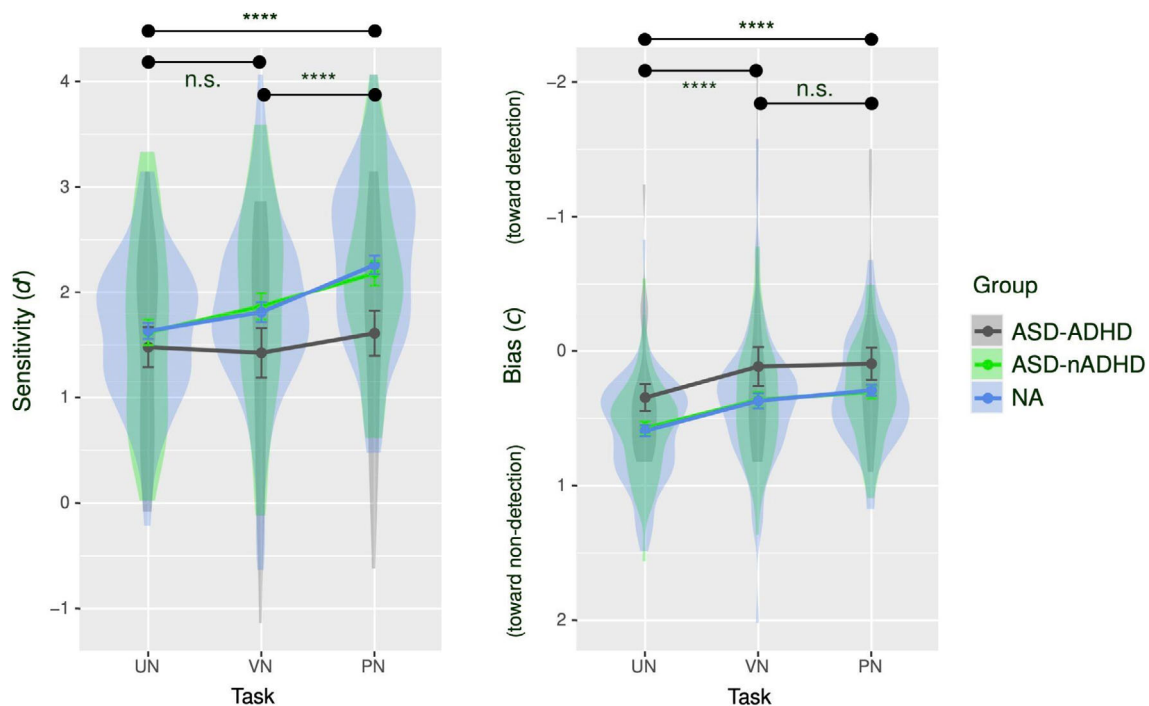 ****
n.s.
****
4
3
2
1
0
−1
Sensitivity (d')
UN
VN
PN
Task
****
****
n.s.
−2
−1
0
1
2
(toward detection)
Bias (c)
(toward non-detection)
UN
VN
PN
Task
Group
ASD-ADHD
ASD-nADHD
NA